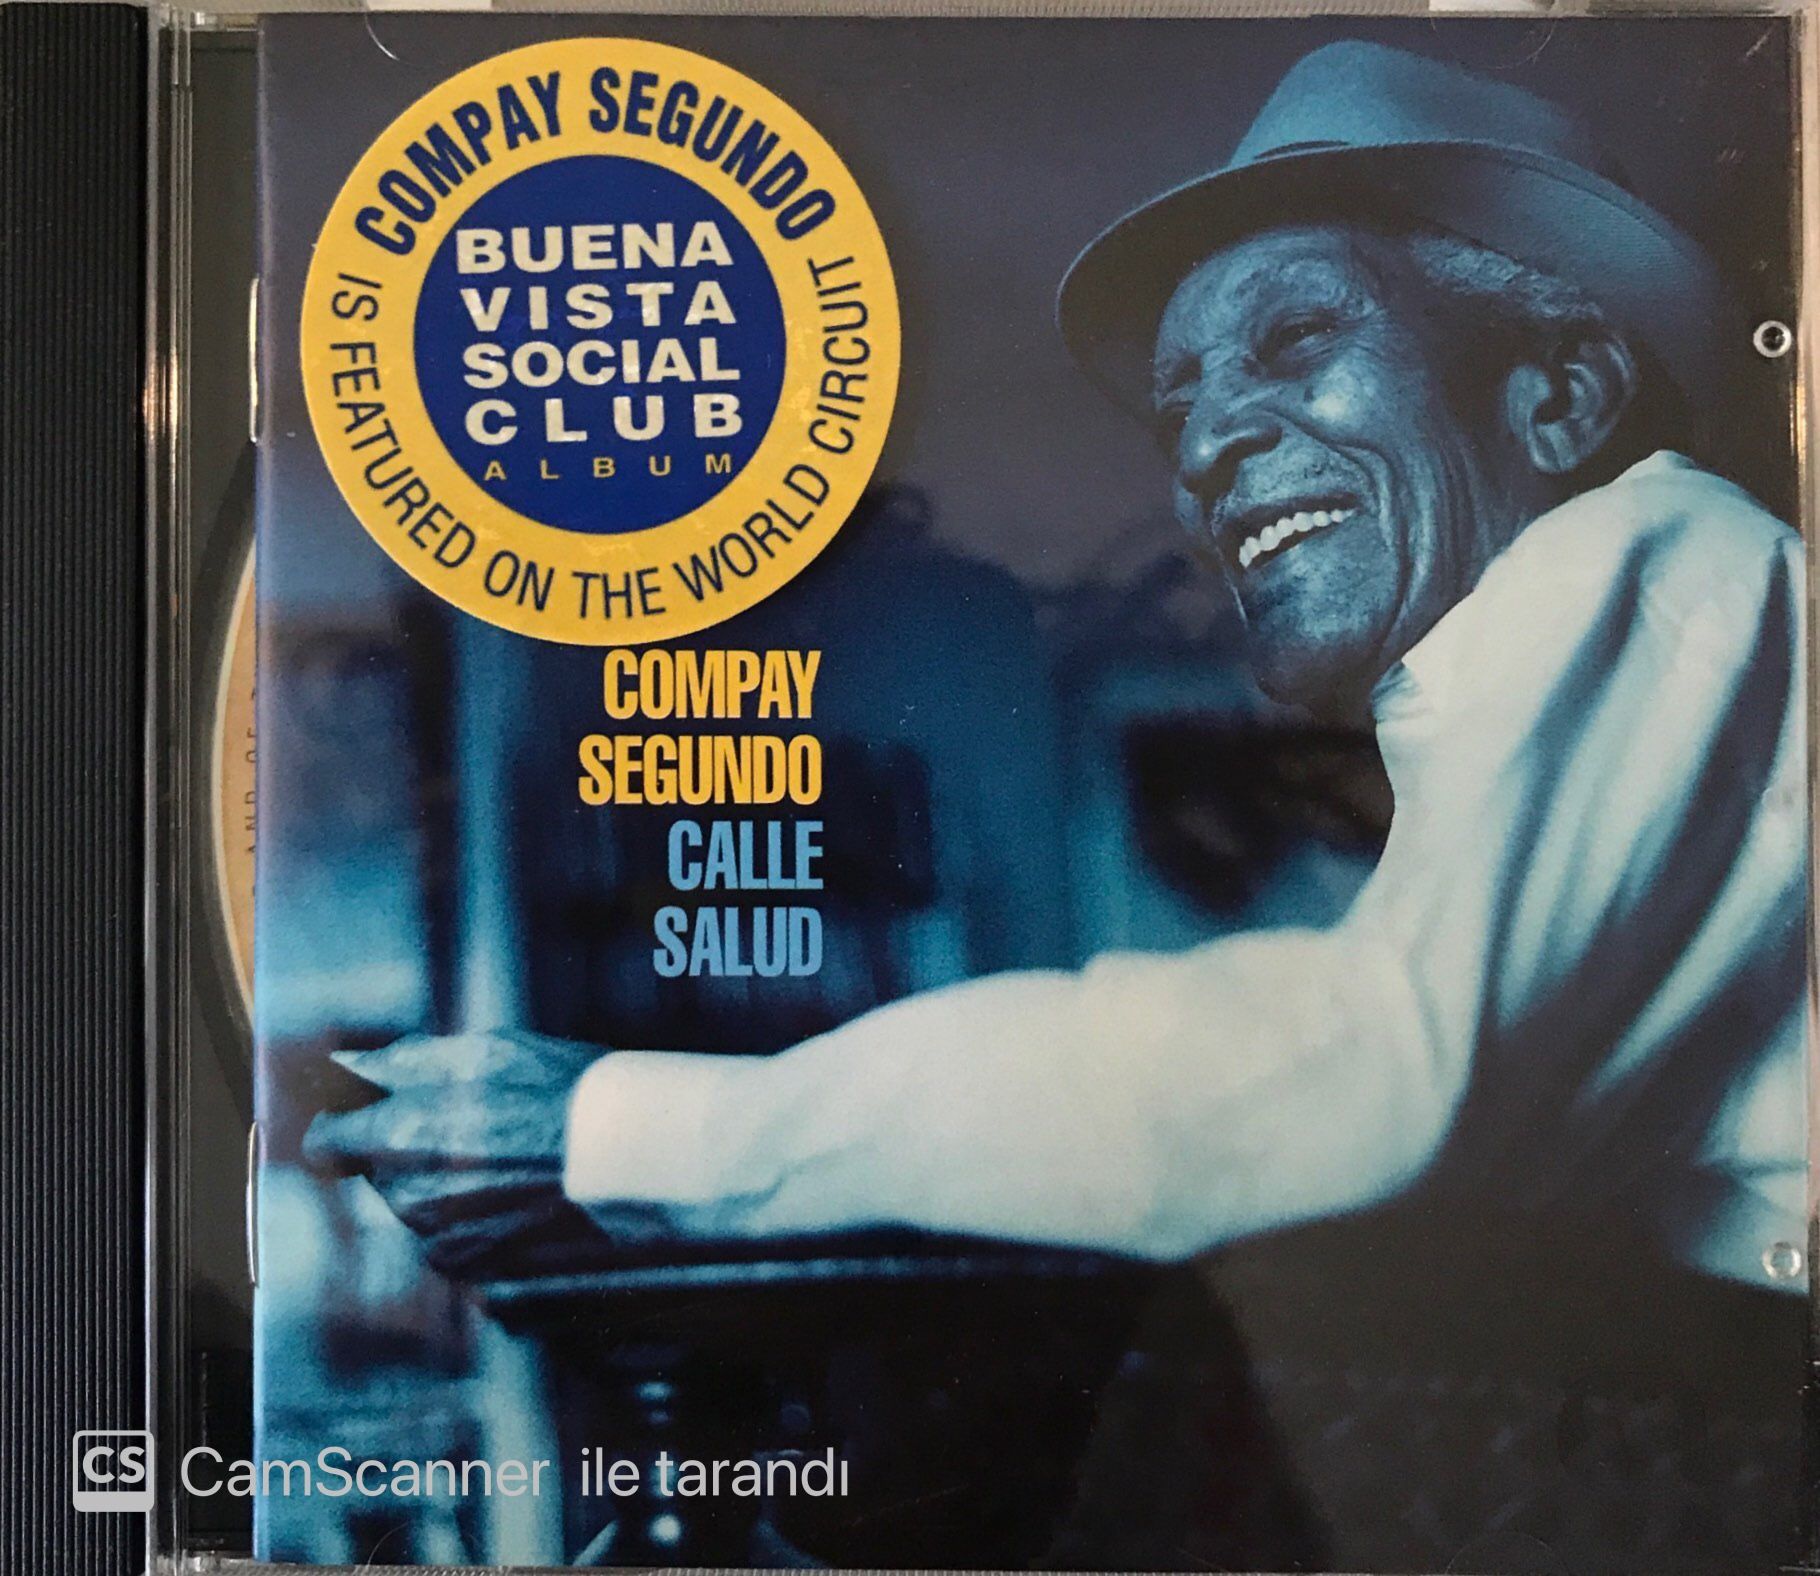 COMPAY SEGUNDO
IS FEATURED ON THE WORLD CIRCUIT
BUENA
VISTA
SOCIAL
CLUB
ALBUM
COMPAY
SEGUNDO
CALLE
SALUD
CS CamScanner ile tarandı